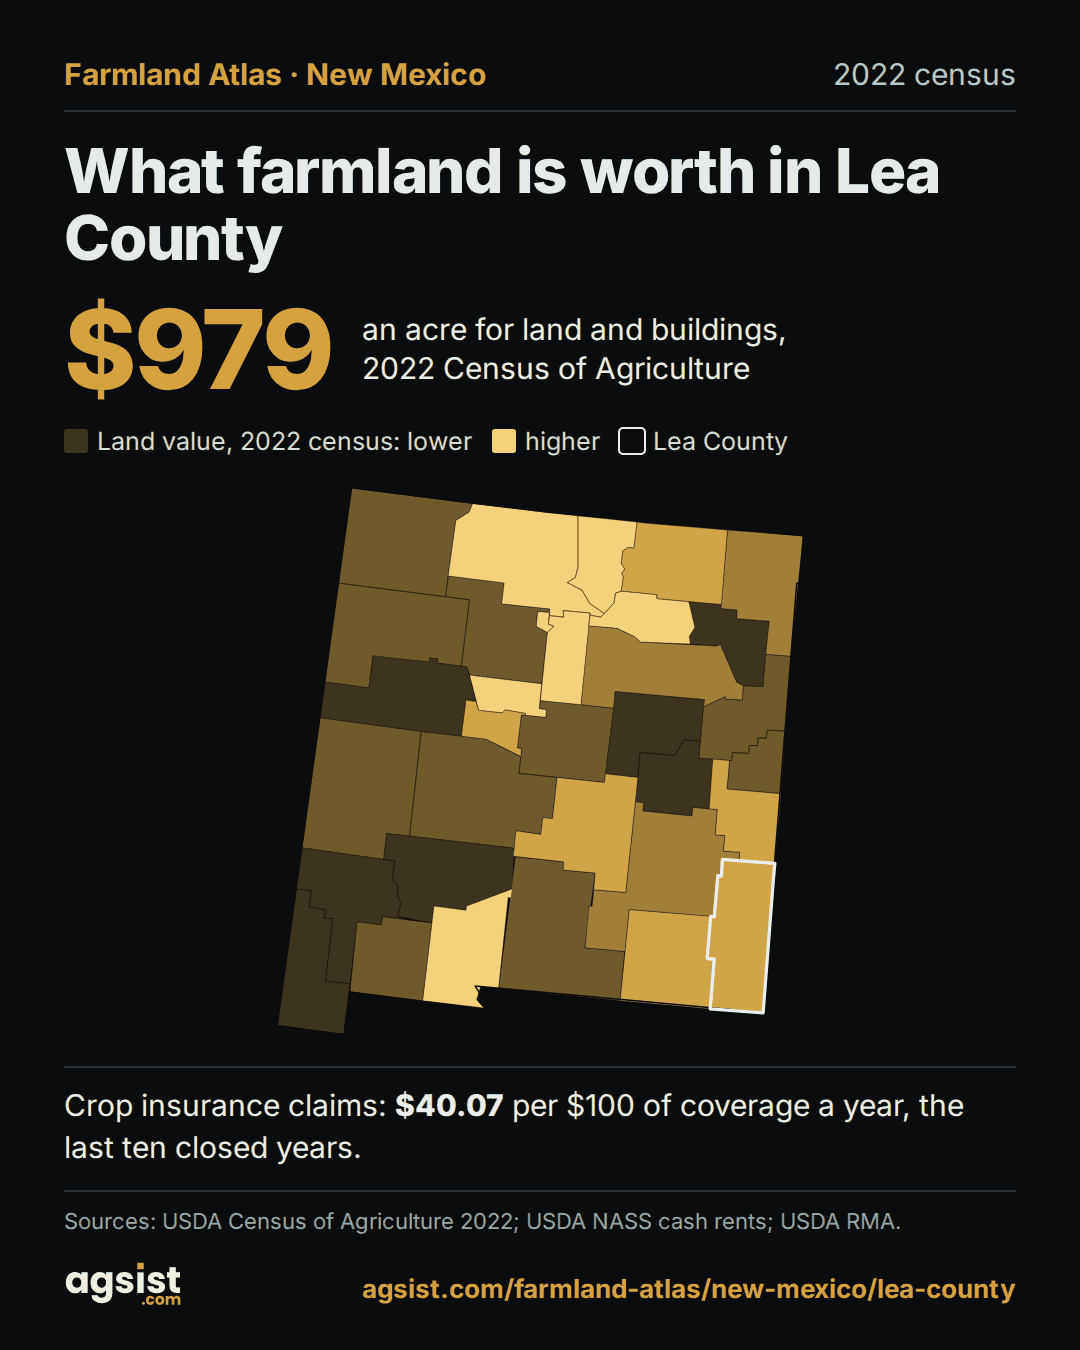 Farmland Atlas · New Mexico
2022 census
What farmland is worth in Lea
County
$979
an acre for land and buildings,
2022 Census of Agriculture
Land value, 2022 census: lower
higher
Lea County
Crop insurance claims: $40.07 per $100 of coverage a year, the
last ten closed years.
Sources: USDA Census of Agriculture 2022; USDA NASS cash rents; USDA RMA.
agsist
.com
agsist.com/farmland-atlas/new-mexico/lea-county